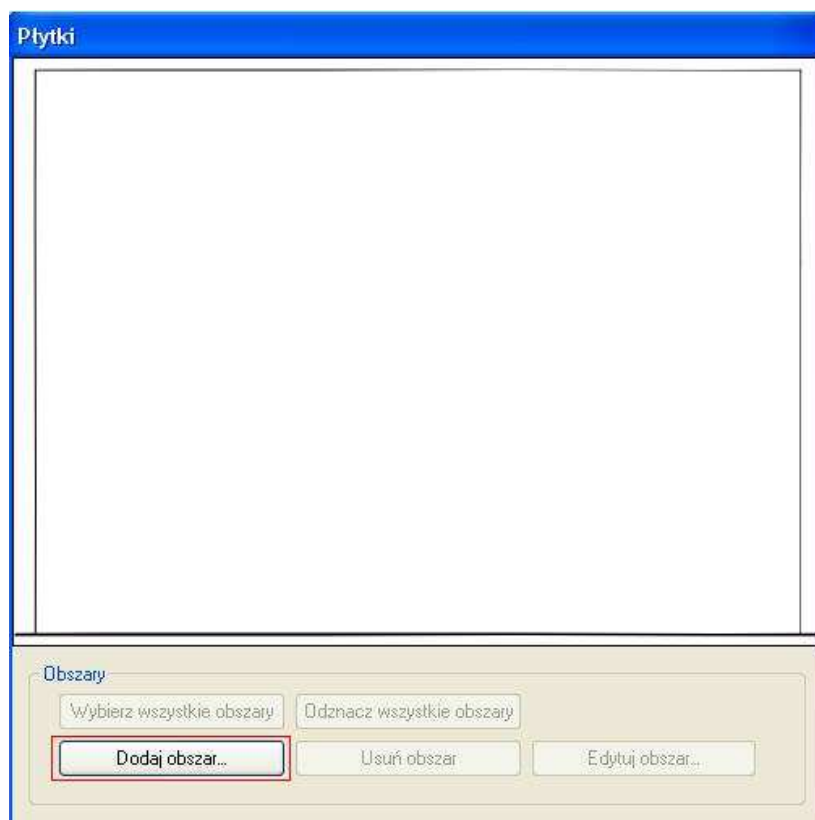 Płytki
Obszary
Wybierz wszystkie obszary Odznacz wszystkie obszary
Dodaj obszar... Usuń obszar Edytuj obszar...